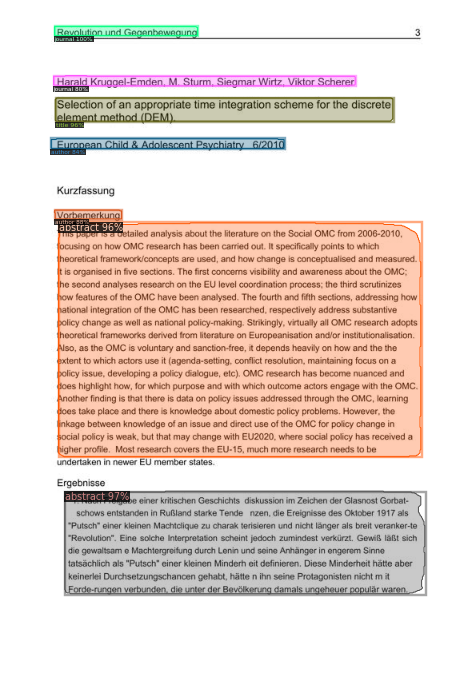 Revolution und Gegenbewegung 3
journal 100%
Harald Kruggel-Emden, M. Sturm, Siegmar Wirtz, Viktor Scherer
journal 80%
Selection of an appropriate time integration scheme for the discrete
element method (DEM).
title 96%
European Child & Adolescent Psychiatry 6/2010
author 84%
Kurzfassung
Vorbemerkung
author 88%
abstract 96%
This paper is a detailed analysis about the literature on the Social OMC from 2006-2010,
focusing on how OMC research has been carried out. It specifically points to which
theoretical framework/concepts are used, and how change is conceptualised and measured.
It is organised in five sections. The first concerns visibility and awareness about the OMC;
the second analyses research on the EU level coordination process; the third scrutinizes
how features of the OMC have been analysed. The fourth and fifth sections, addressing how
national integration of the OMC has been researched, respectively address substantive
policy change as well as national policy-making. Strikingly, virtually all OMC research adopts
theoretical frameworks derived from literature on Europeanisation and/or institutionalisation.
Also, as the OMC is voluntary and sanction-free, it depends heavily on how and the the
extent to which actors use it (agenda-setting, conflict resolution, maintaining focus on a
policy issue, developing a policy dialogue, etc). OMC research has become nuanced and
does highlight how, for which purpose and with which outcome actors engage with the OMC.
Another finding is that there is data on policy issues addressed through the OMC, learning
does take place and there is knowledge about domestic policy problems. However, the
linkage between knowledge of an issue and direct use of the OMC for policy change in
social policy is weak, but that may change with EU2020, where social policy has received a
higher profile. Most research covers the EU-15, much more research needs to be
undertaken in newer EU member states.
Ergebnisse
abstract 97%
einer kritischen Geschichts diskussion im Zeichen der Glasnost Gorbat-
schows entstanden in Rußland starke Tende nzen, die Ereignisse des Oktober 1917 als
"Putsch" einer kleinen Machtclique zu charak terisieren und nicht länger als breit veranker-te
"Revolution". Eine solche Interpretation scheint jedoch zumindest verkürzt. Gewiß läßt sich
die gewaltsam e Machtergreifung durch Lenin und seine Anhänger in engerem Sinne
tatsächlich als "Putsch" einer kleinen Minderh eit definieren. Diese Minderheit hätte aber
keinerlei Durchsetzungschancen gehabt, hätte n ihn seine Protagonisten nicht m it
Forde-rungen verbunden, die unter der Bevölkerung damals ungeheuer populär waren.